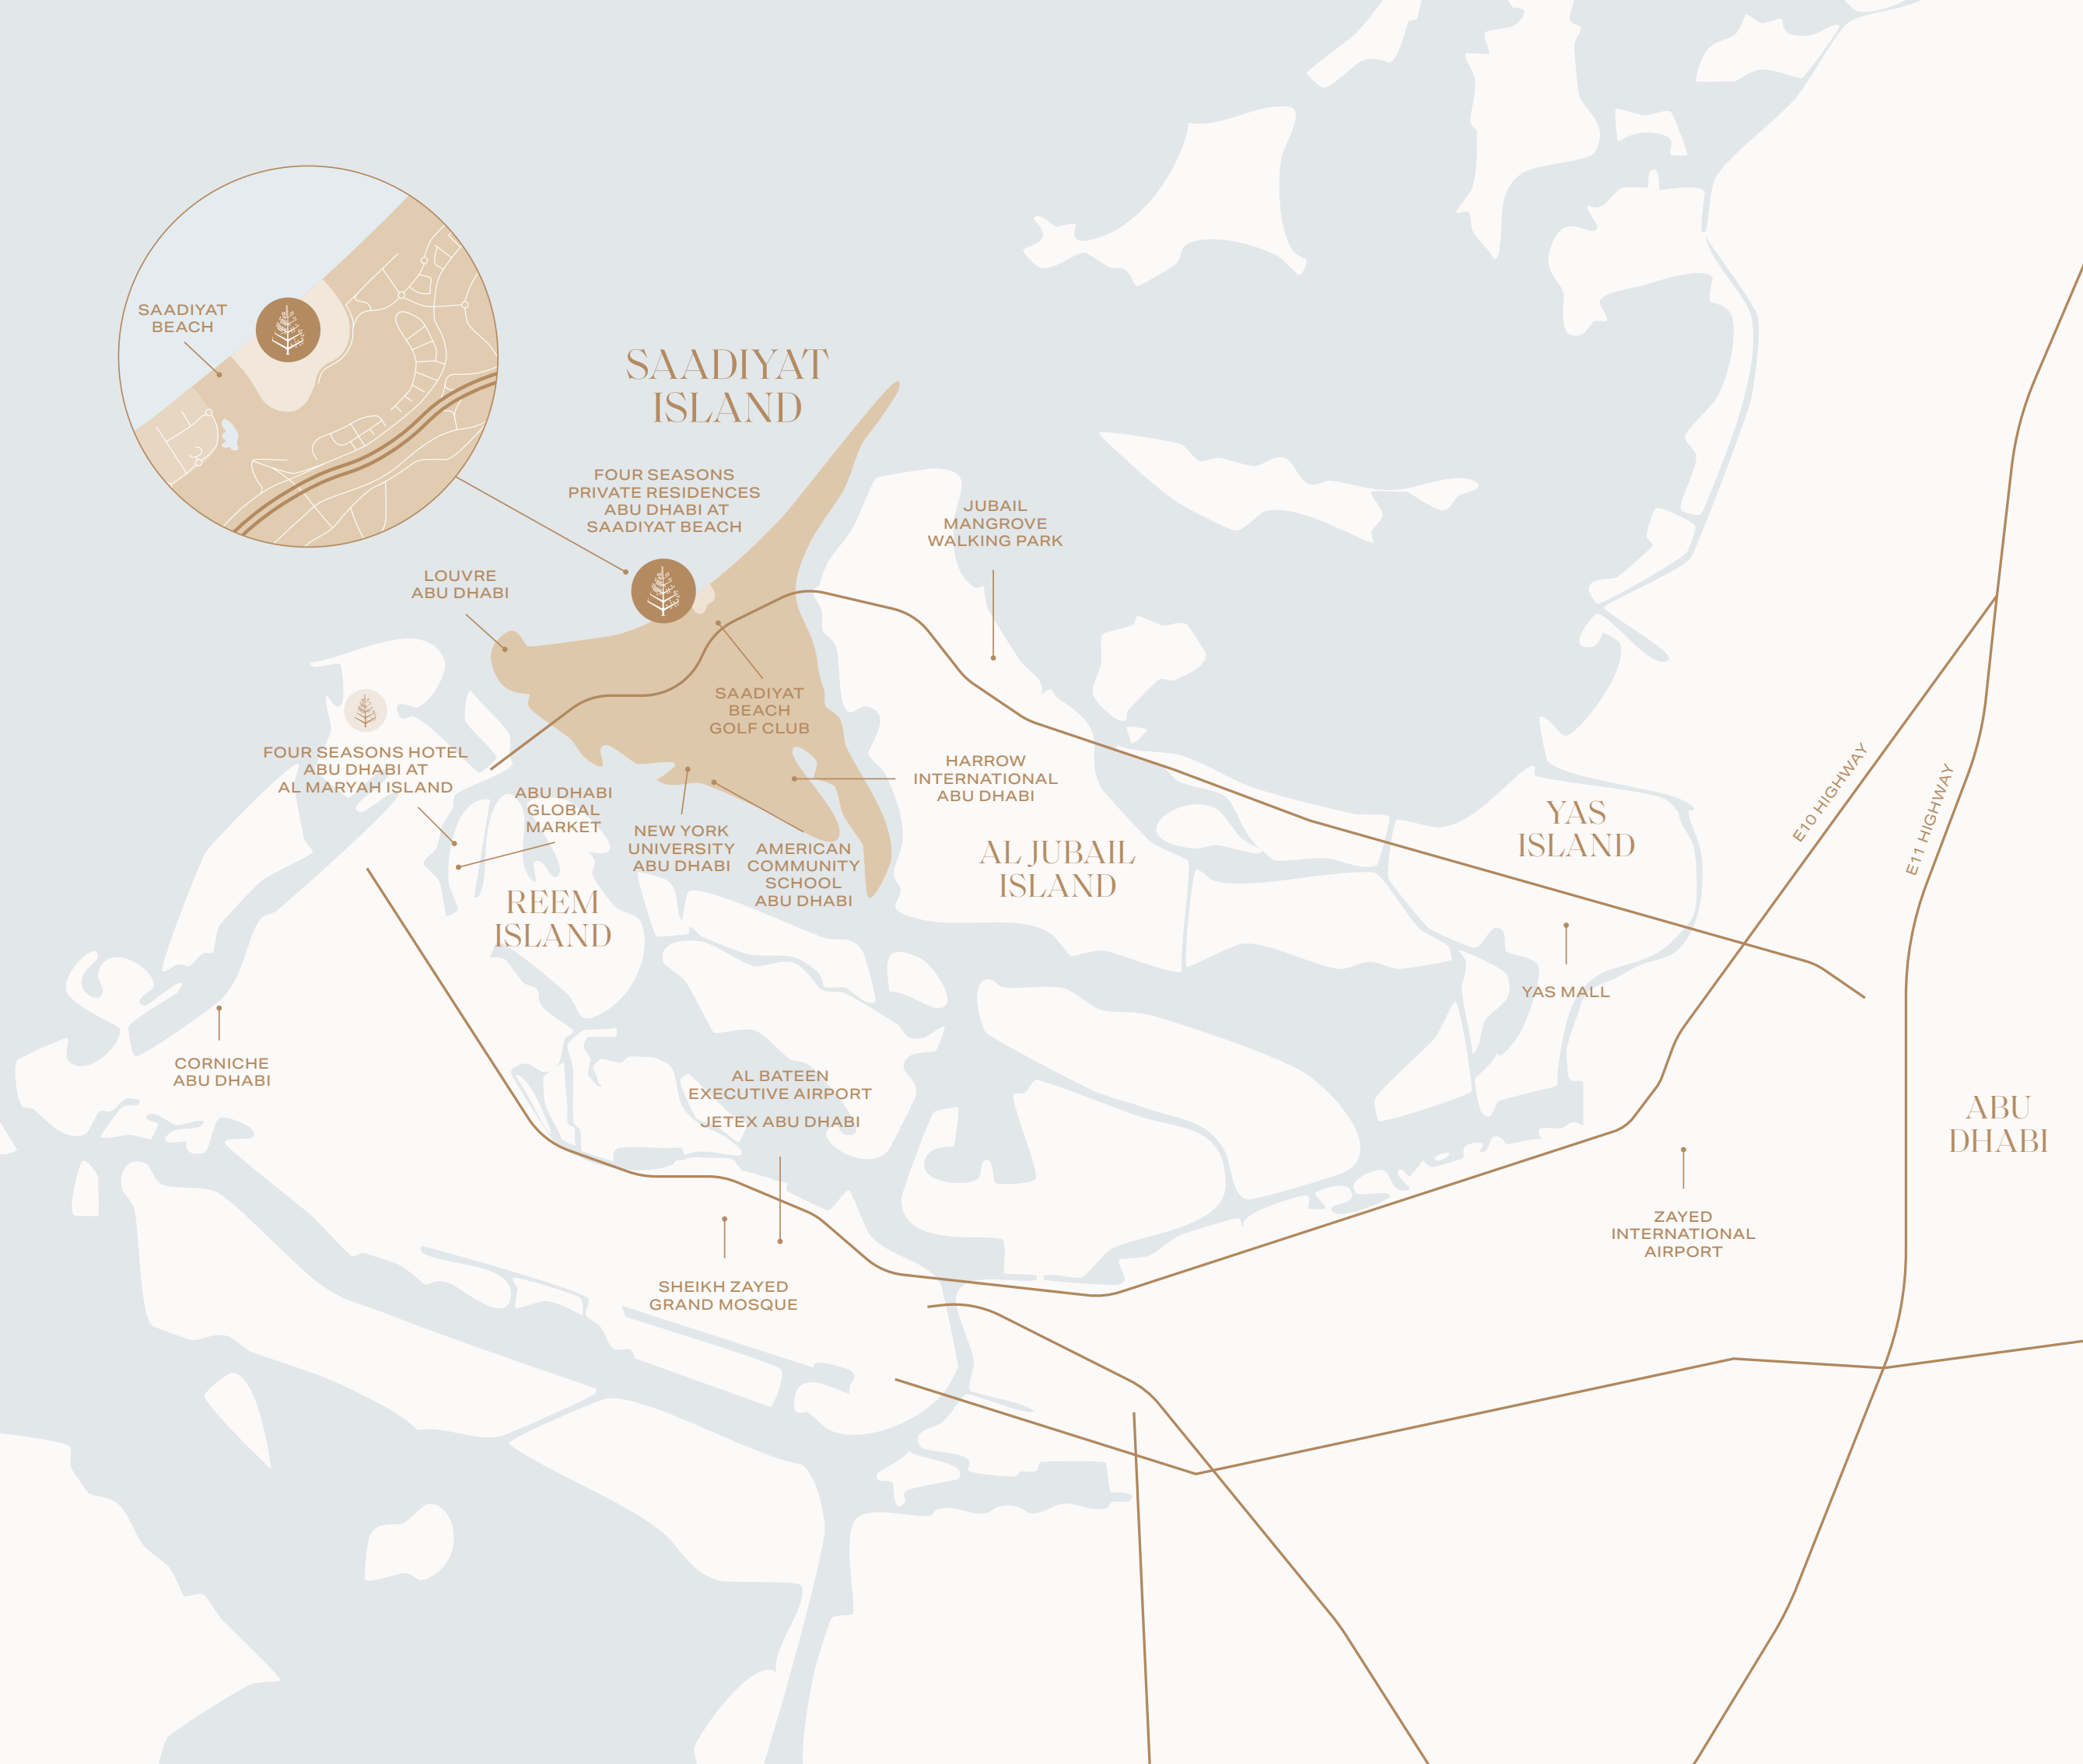 SAADIYAT
BEACH
SAADIYAT
ISLAND
FOUR SEASONS
PRIVATE RESIDENCES
ABU DHABI AT
SAADIYAT BEACH
JUBAIL
MANGROVE
WALKING PARK
LOUVRE
ABU DHABI
SAADIYAT
BEACH
GOLF CLUB
FOUR SEASONS HOTEL
ABU DHABI AT
AL MARYAH ISLAND
ABU DHABI
GLOBAL
MARKET
HARROW
INTERNATIONAL
ABU DHABI
NEW YORK
UNIVERSITY
ABU DHABI
AMERICAN
COMMUNITY
SCHOOL
ABU DHABI
AL JUBAIL
ISLAND
YAS
ISLAND
E10 HIGHWAY
E11 HIGHWAY
REEM
ISLAND
YAS MALL
CORNICHE
ABU DHABI
AL BATEEN
EXECUTIVE AIRPORT
JETEX ABU DHABI
ABU
DHABI
ZAYED
INTERNATIONAL
AIRPORT
SHEIKH ZAYED
GRAND MOSQUE